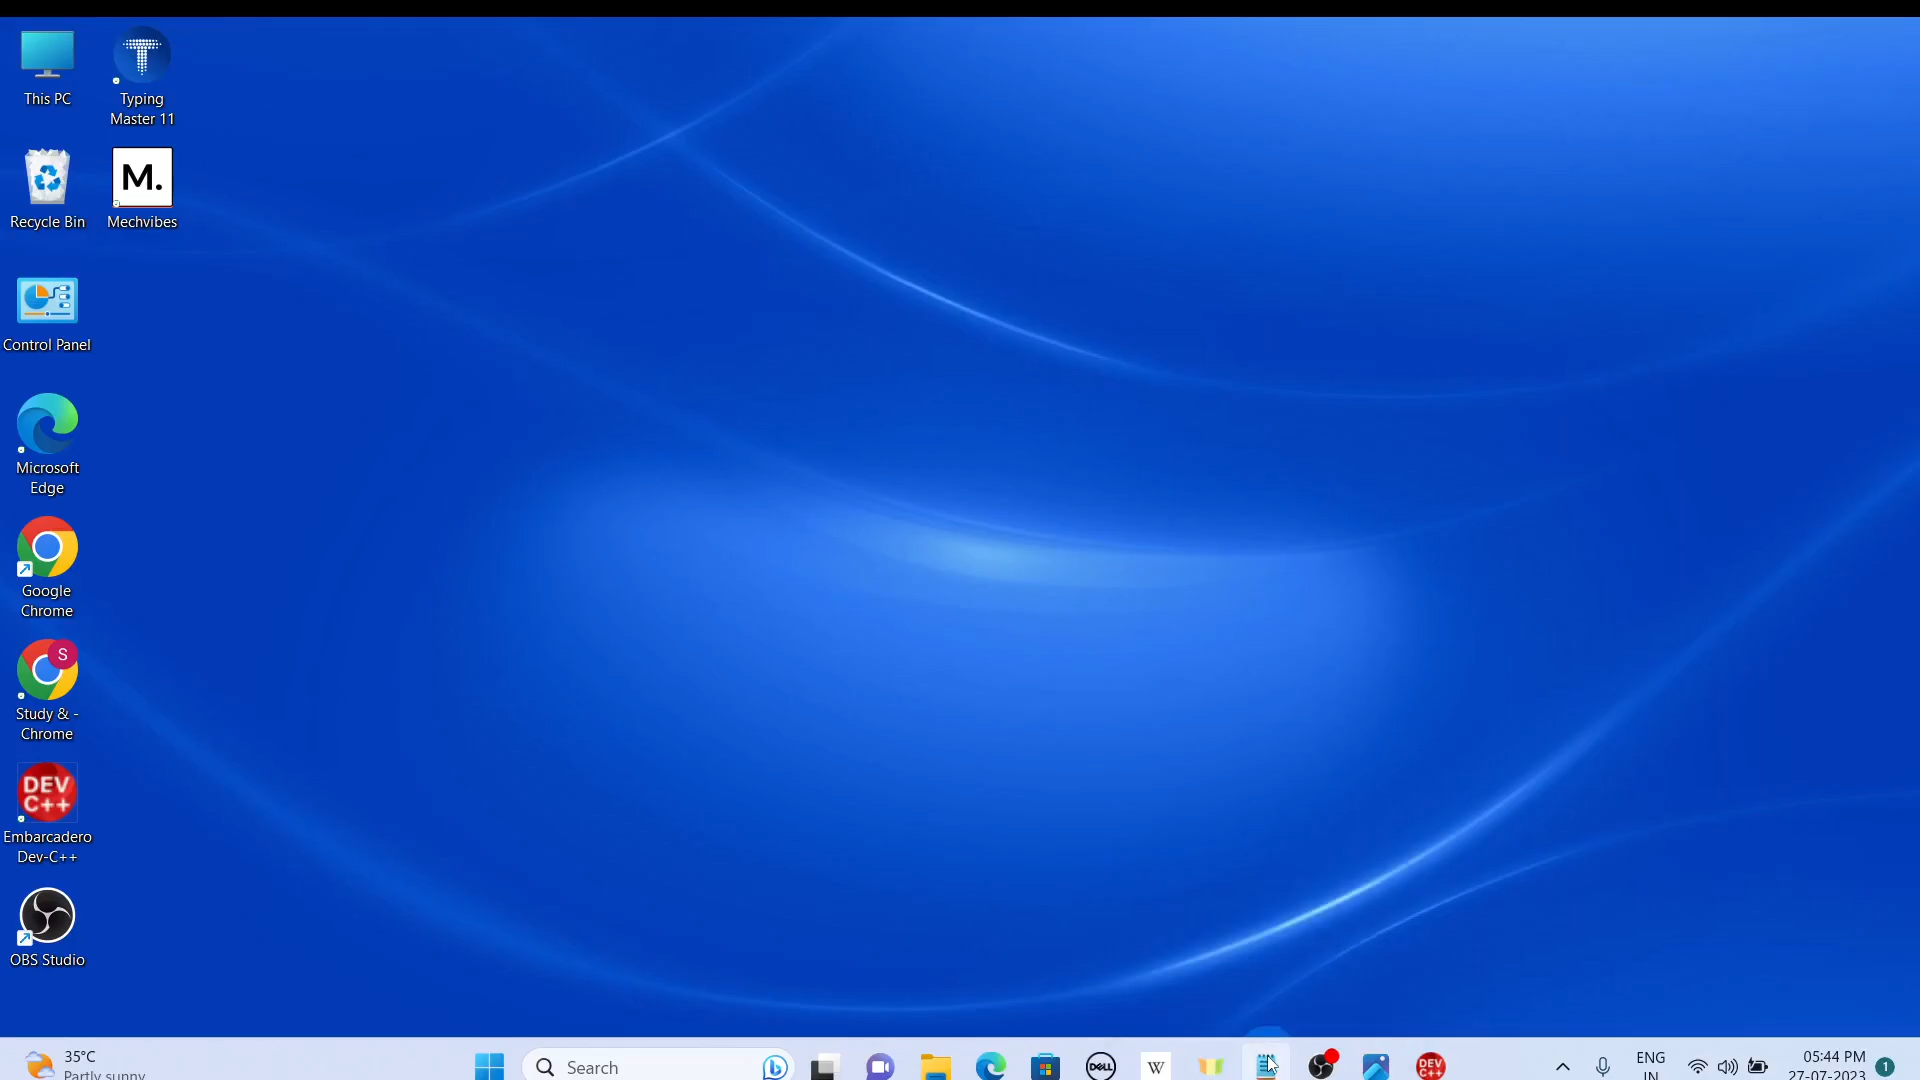 This PC
Typing
Master 11
Recycle Bin
M.
Mechvibes
Control Panel
Microsoft
Edge
Google
Chrome
S
Study & -
Chrome
DEV
C++
Embarcadero
Dev-C++
OBS Studio
35°C
Partly sunny
Search
DELL
W
DEV
C++
ENG
IN
05:44 PM
27-07-2023
1